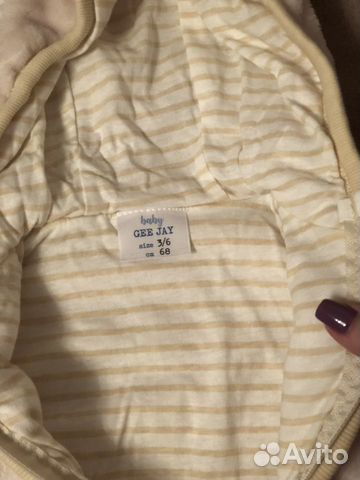 baby
GEE JAY
size 3/6
cm 68
Avito